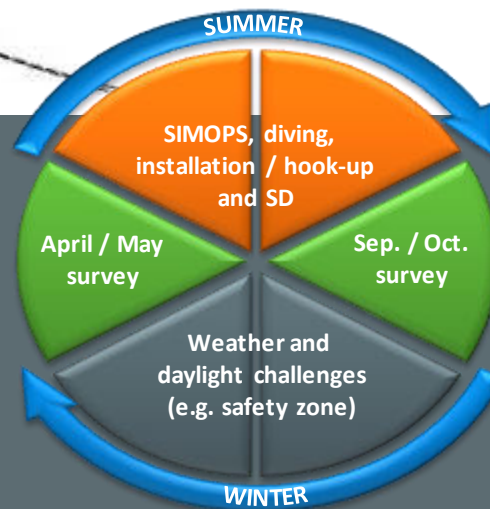 SUMMER
SIMOPS, diving,
installation / hook-up
and SD
April / May
survey
Sep. / Oct.
survey
Weather and
daylight challenges
(e.g. safety zone)
WINTER